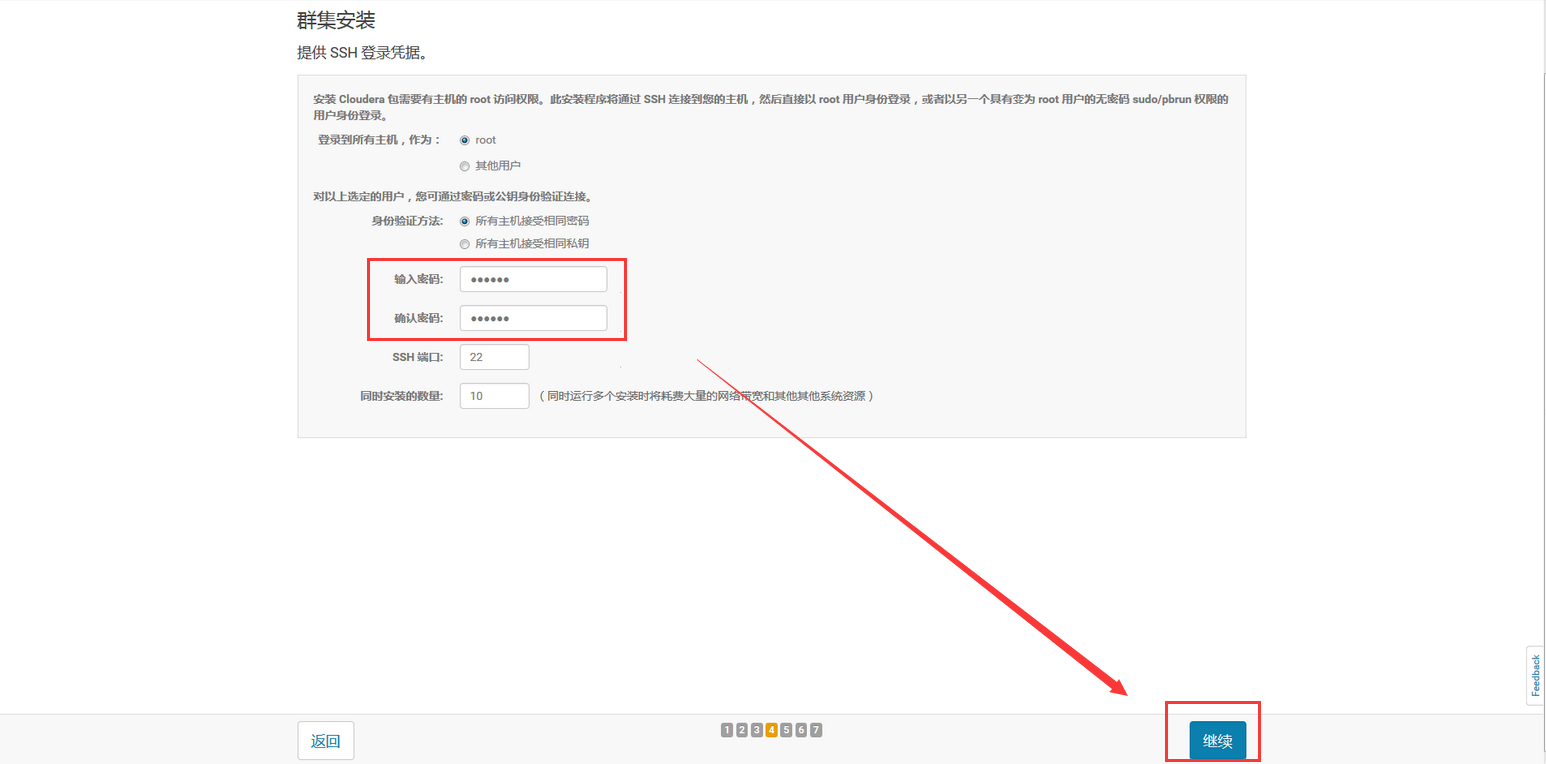 群集安装
提供 SSH 登录凭据。
安装 Cloudera 包需要有主机的 root 访问权限。此安装程序将通过 SSH 连接到您的主机，然后直接以 root 用户身份登录，或者以另一个具有变为 root 用户的无密码 sudo/pbrun 权限的
用户身份登录。
登录到所有主机，作为： root
其他用户
对以上选定的用户，您可通过密码或公钥身份验证连接。
身份验证方法: 所有主机接受相同密码
所有主机接受相同私钥
输入密码: ●●●●●●
确认密码: ●●●●●●
SSH 端口: 22
同时安装的数量: 10 （同时运行多个安装时将耗费大量的网络带宽和其他其他系统资源）
Feedback
返回 1 2 3 4 5 6 7 继续